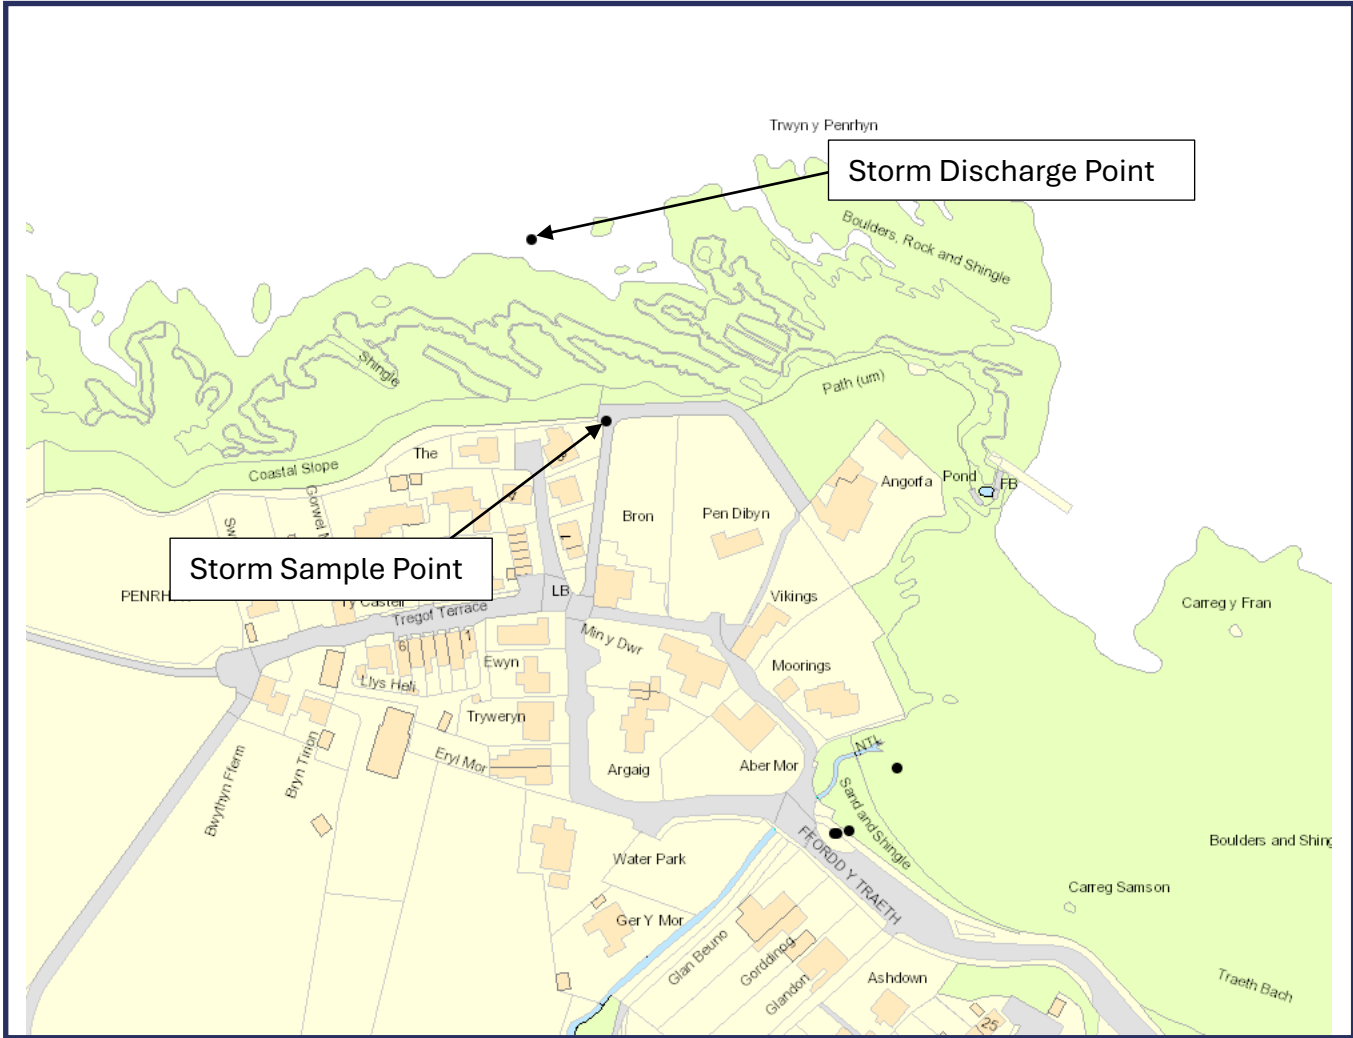 Trwyn y Penrhyn
Storm Discharge Point
Boulders, Rock and Shingle
Shingle
Path (um)
The
Coastal Slope
Angorfa
Pond
FB
Gorwel
Bron
Pen Dibyn
Storm Sample Point
LB
Vikings
Carreg y Fran
Tregof Terrace
Min y Dwr
6
1
Ewyn
Moorings
Llys Heli
Tryweryn
NTL
Eryl Mor
Argaig
Aber Mor
Bwythyn Fferm
Bryn Tirion
Sand and Shingle
Water Park
FFORDD Y TRAETH
Boulders and Shing
Carreg Samson
Ger Y Mor
Glan Beuno
Gorddinog
Glandon
Ashdown
Traeth Bach
25